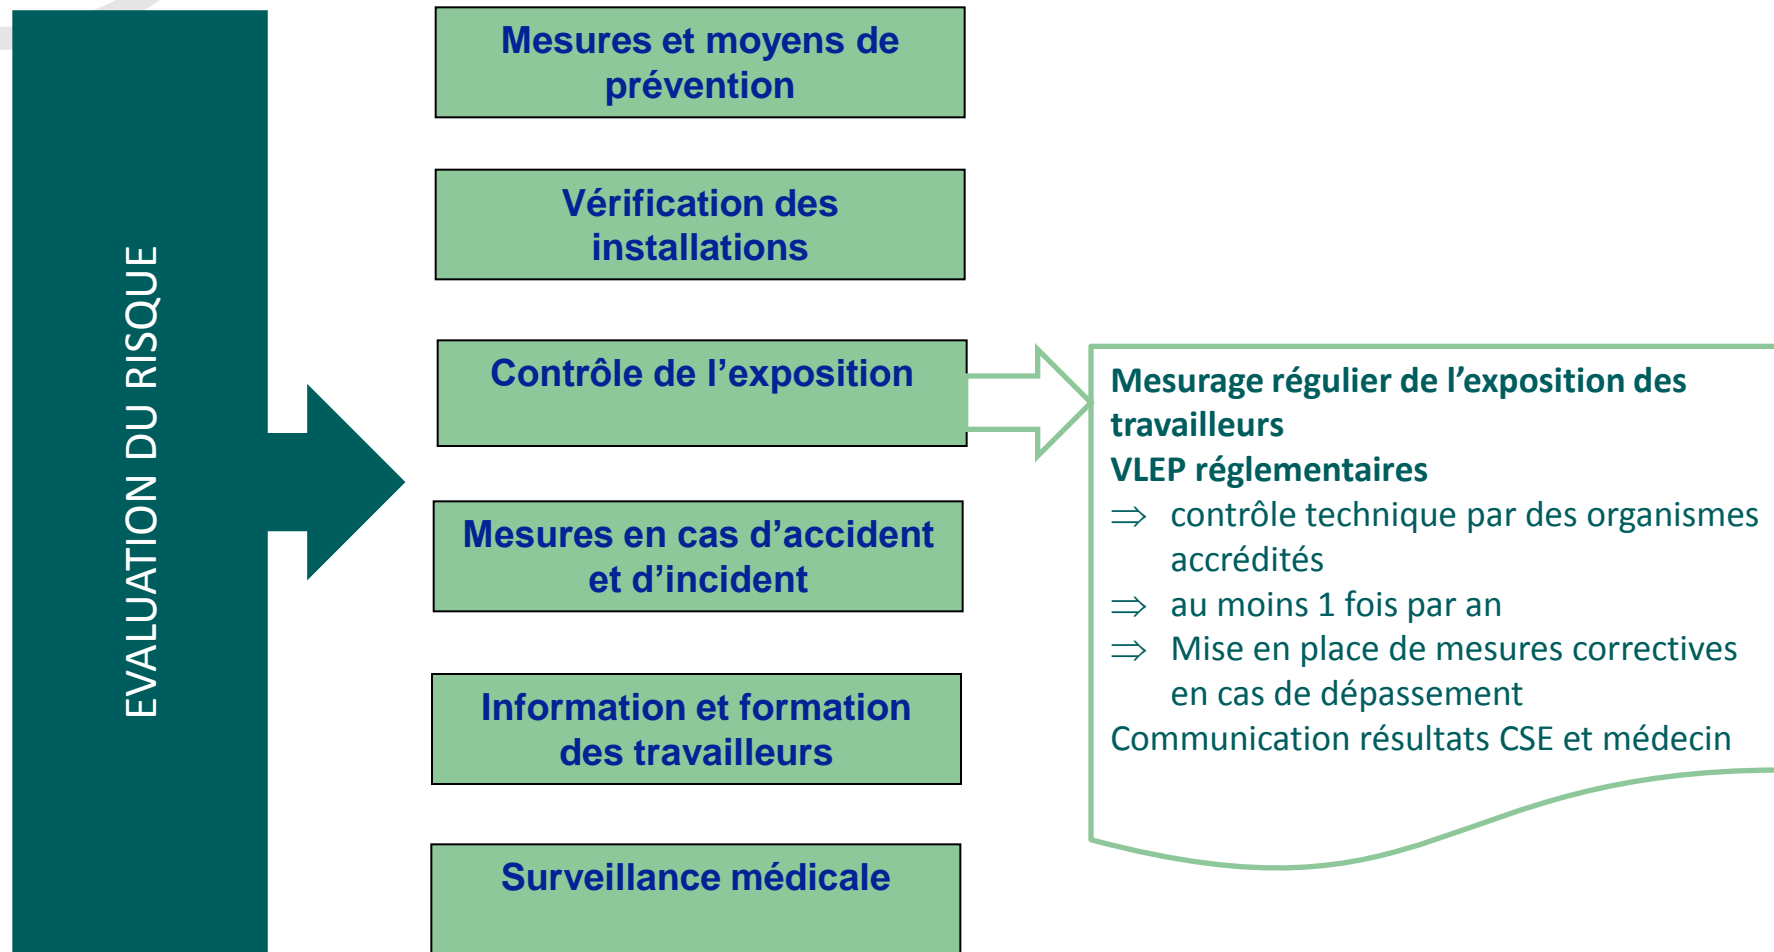 EVALUATION DU RISQUE
Mesures et moyens de
prévention
Vérification des
installations
Contrôle de l’exposition
Mesures en cas d’accident
et d’incident
Information et formation
des travailleurs
Surveillance médicale
Mesurage régulier de l’exposition des
travailleurs
VLEP réglementaires
⇒ contrôle technique par des organismes
accrédités
⇒ au moins 1 fois par an
⇒ Mise en place de mesures correctives
en cas de dépassement
Communication résultats CSE et médecin